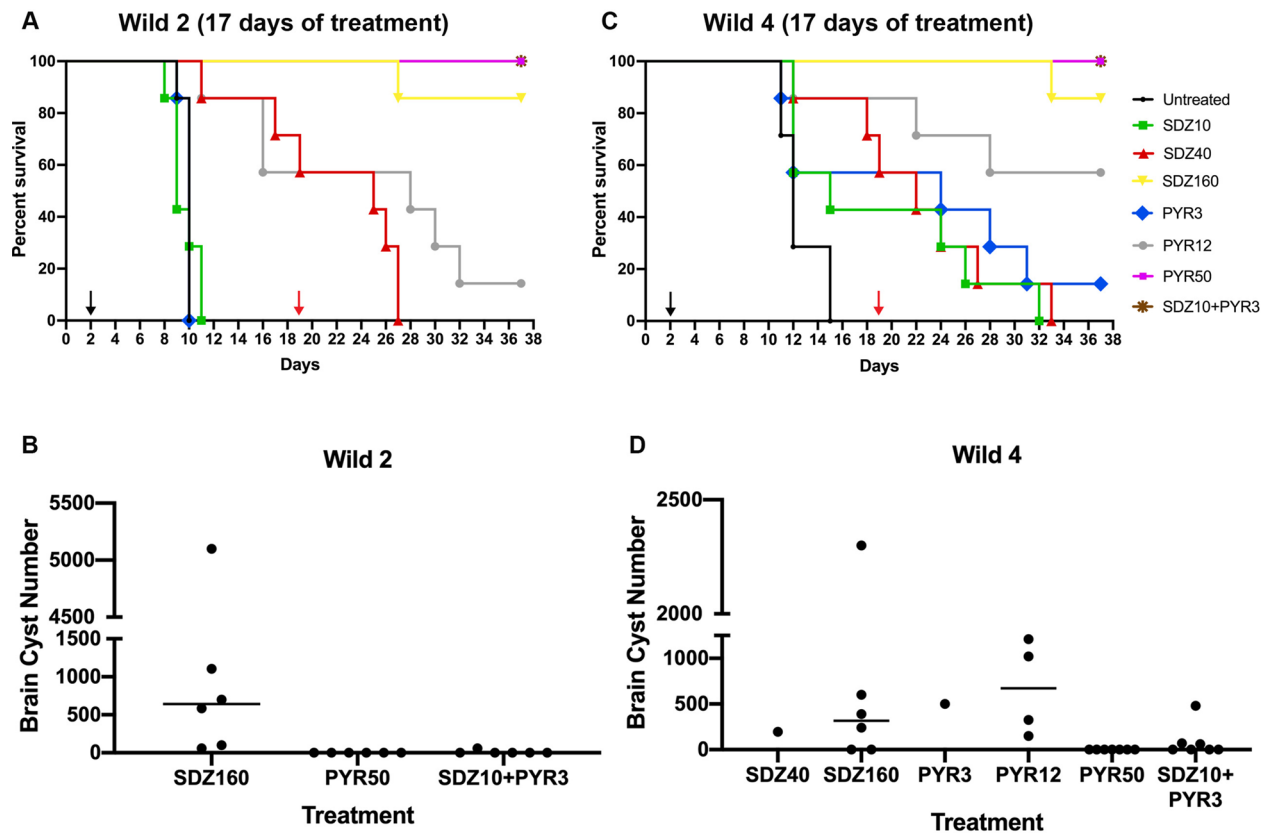 A
Wild 2 (17 days of treatment)
Percent survival
100
80
60
40
20
0
0 2 4 6 8 10 12 14 16 18 20 22 24 26 28 30 32 34 36 38
Days
C
Wild 4 (17 days of treatment)
Percent survival
100
80
60
40
20
0
0 2 4 6 8 10 12 14 16 18 20 22 24 26 28 30 32 34 36 38
Days
Untreated
SDZ10
SDZ40
SDZ160
PYR3
PYR12
PYR50
SDZ10+PYR3
B
Wild 2
Brain Cyst Number
5500
5000
4500
1500
1000
500
0
SDZ160 PYR50 SDZ10+PYR3
Treatment
D
Wild 4
Brain Cyst Number
2500
2000
1000
500
0
SDZ40 SDZ160 PYR3 PYR12 PYR50 SDZ10+
PYR3
Treatment